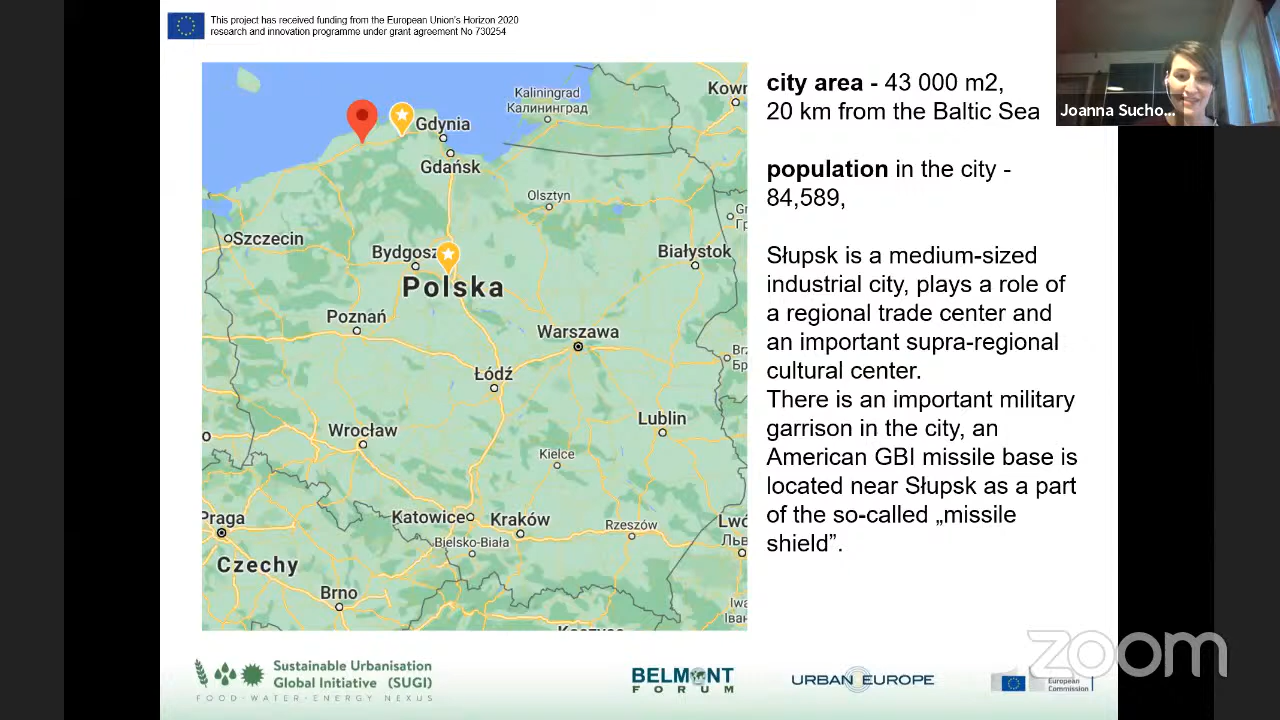 This project has received funding from the European Union's Horizon 2020
research and innovation programme under grant agreement No 730254
Joanna Sucho...
city area - 43 000 m2,
20 km from the Baltic Sea
population in the city -
84,589,
Słupsk is a medium-sized
industrial city, plays a role of
a regional trade center and
an important supra-regional
cultural center.
There is an important military
garrison in the city, an
American GBI missile base is
located near Słupsk as a part
of the so-called „missile
shield”.
Kaliningrad
Калининград
Kown
Gdynia
Gdańsk
Olsztyn
Szczecin
Bydgosz
Białystok
Polska
Poznań
Warszawa
Łódź
Wrocław
Lublin
Kielce
Praga
Katowice
Kraków
Rzeszów
Lwó
Льв
Bielsko-Biała
Czechy
Brno
Sustainable Urbanisation
Global Initiative (SUGI)
FOOD-WATER-ENERGY NEXUS
BELMONT
FORUM
URBAN EUROPE
European
Commission
zoom